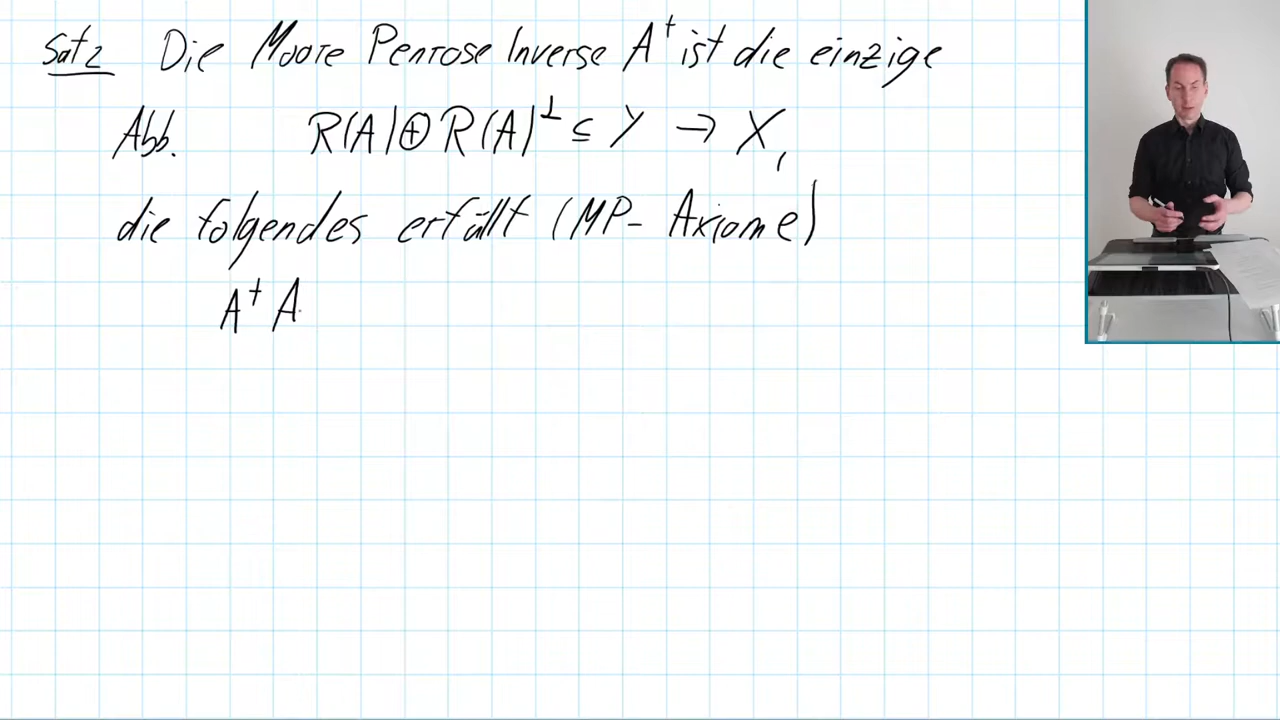 Satz Die Moore Penrose Inverse A⁺ ist die einzige
Abb. R(A)⊕R(A)^⊥ ⊆ Y → X,
die folgendes erfüllt (MP-Axiome)
A⁺ A